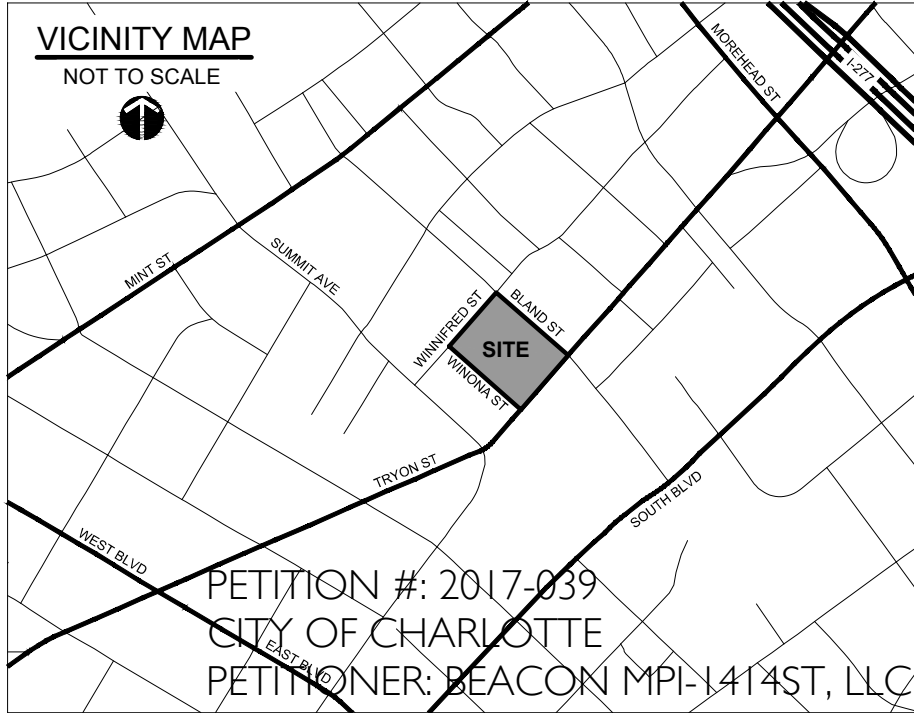 VICINITY MAP
NOT TO SCALE
MOREHEAD ST
I-277
SUMMIT AVE
MINT ST
WINNIFRED ST
BLAND ST
SITE
WINONA ST
TRYON ST
SOUTH BLVD
WEST BLVD
PETITION #: 2017-039
CITY OF CHARLOTTE
EAST BLVD
PETITIONER: BEACON MPI-1414ST, LLC